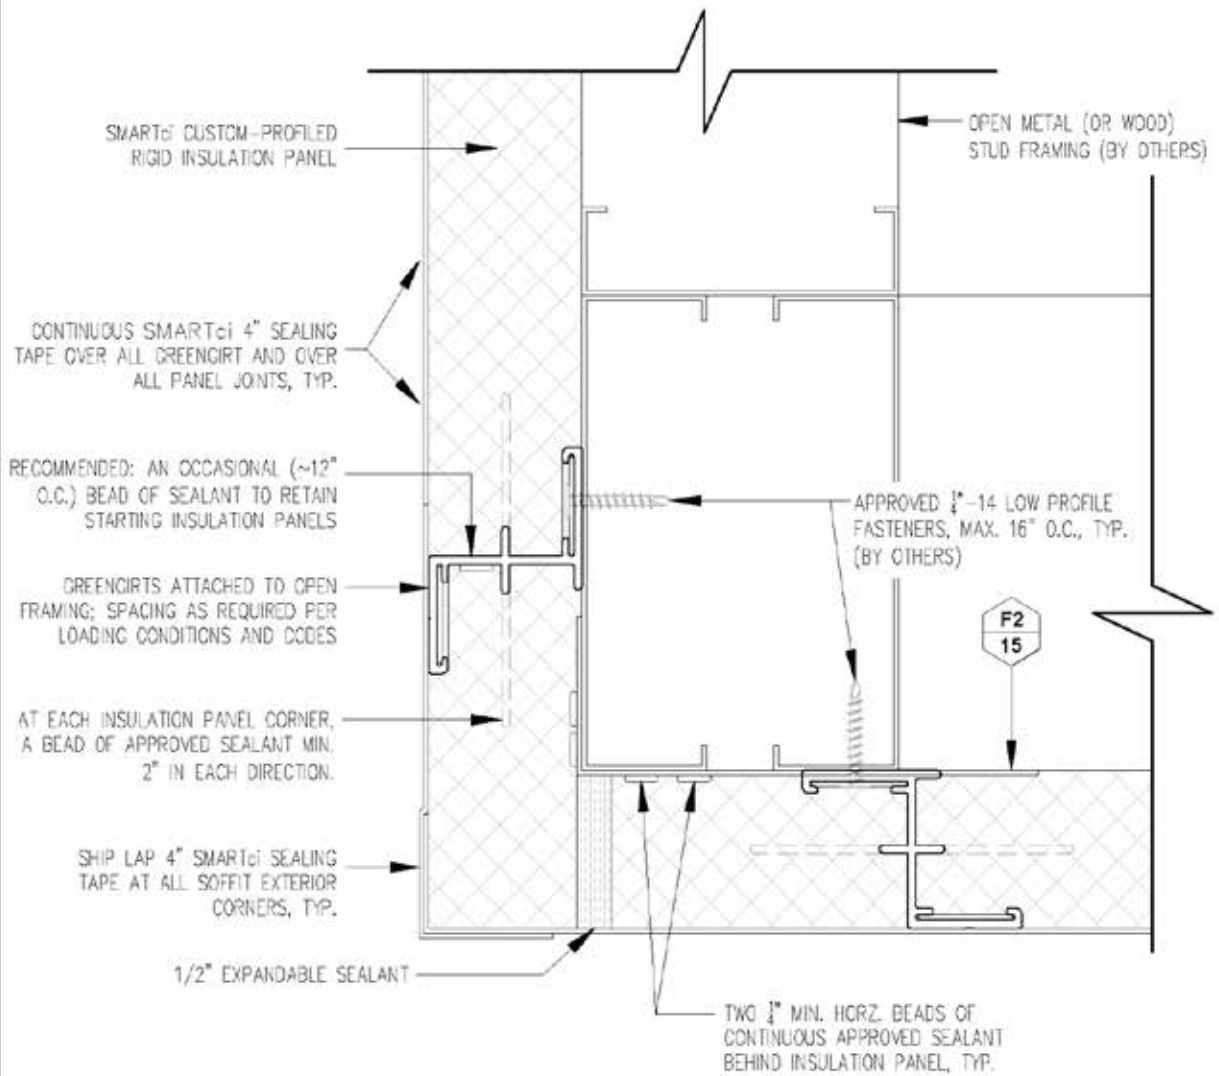 SMARTci CUSTOM-PROFILED
RIGID INSULATION PANEL
OPEN METAL (OR WOOD)
STUD FRAMING (BY OTHERS)
CONTINUOUS SMARTci 4" SEALING
TAPE OVER ALL GREENGIRT AND OVER
ALL PANEL JOINTS, TYP.
RECOMMENDED: AN OCCASIONAL (~12"
O.C.) BEAD OF SEALANT TO RETAIN
STARTING INSULATION PANELS
APPROVED ¼"-14 LOW PROFILE
FASTENERS, MAX. 16" O.C., TYP.
(BY OTHERS)
GREENGIRTS ATTACHED TO OPEN
FRAMING; SPACING AS REQUIRED PER
LOADING CONDITIONS AND CODES
F2
15
AT EACH INSULATION PANEL CORNER,
A BEAD OF APPROVED SEALANT MIN.
2" IN EACH DIRECTION.
SHIP LAP 4" SMARTci SEALING
TAPE AT ALL SOFFIT EXTERIOR
CORNERS, TYP.
1/2" EXPANDABLE SEALANT
TWO ¼" MIN. HORZ. BEADS OF
CONTINUOUS APPROVED SEALANT
BEHIND INSULATION PANEL, TYP.